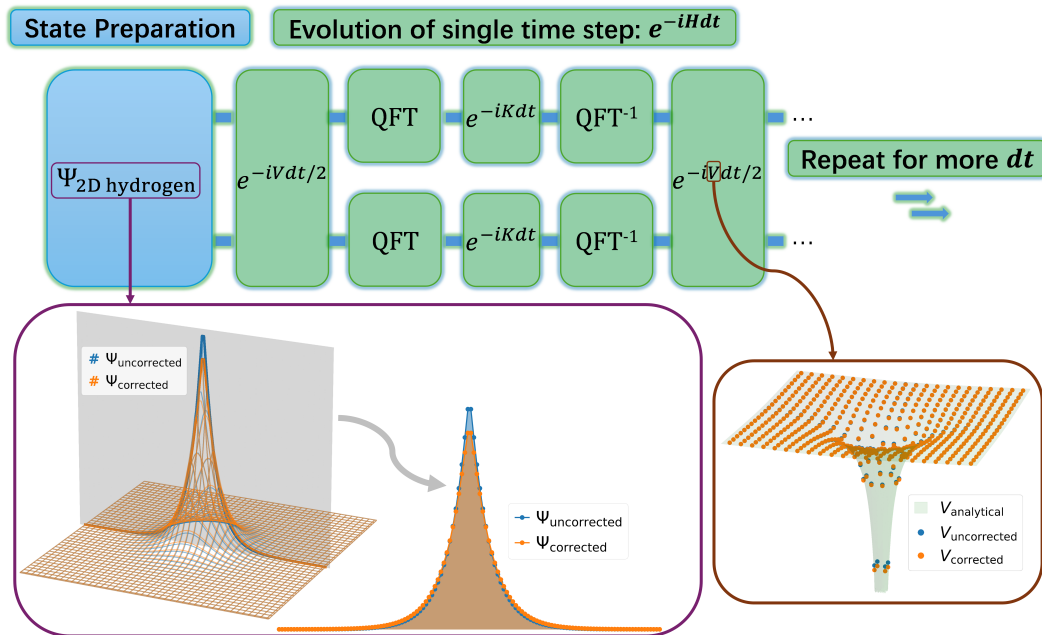 State Preparation
Evolution of single time step: e^{-iHdt}
Ψ_{2D hydrogen}
e^{-iVdt/2}
QFT
e^{-iKdt}
QFT^{-1}
e^{-iVdt/2}
...
QFT
e^{-iKdt}
QFT^{-1}
...
Repeat for more dt
# Ψ_{uncorrected}
# Ψ_{corrected}
Ψ_{uncorrected}
Ψ_{corrected}
V_{analytical}
V_{uncorrected}
V_{corrected}